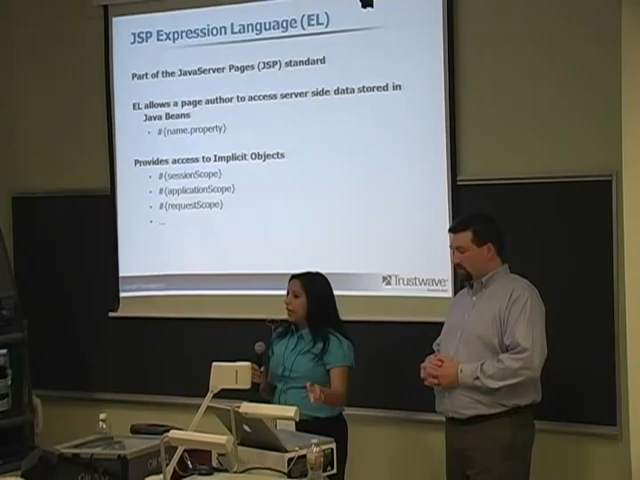 JSP Expression Language (EL)
Part of the JavaServer Pages (JSP) standard
EL allows a page author to access server side data stored in
Java Beans
• #{name.property}
Provides access to Implicit Objects
• #{sessionScope}
• #{applicationScope}
• #{requestScope}
• ...
Trustwave